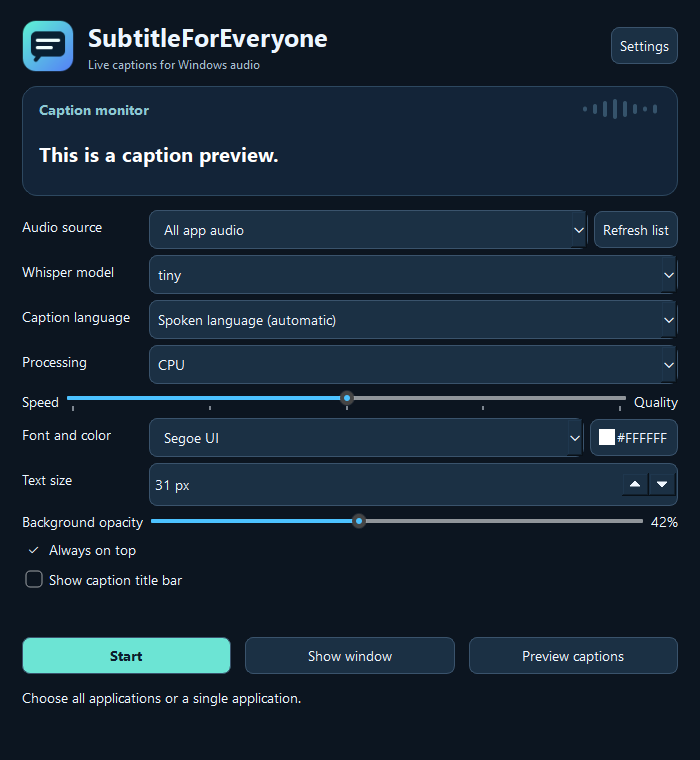 SubtitleForEveryone
Live captions for Windows audio
Settings
Caption monitor
This is a caption preview.
Audio source
All app audio
Refresh list
Whisper model
tiny
Caption language
Spoken language (automatic)
Processing
CPU
Speed
Quality
Font and color
Segoe UI
#FFFFFF
Text size
31 px
Background opacity
42%
Always on top
Show caption title bar
Start
Show window
Preview captions
Choose all applications or a single application.